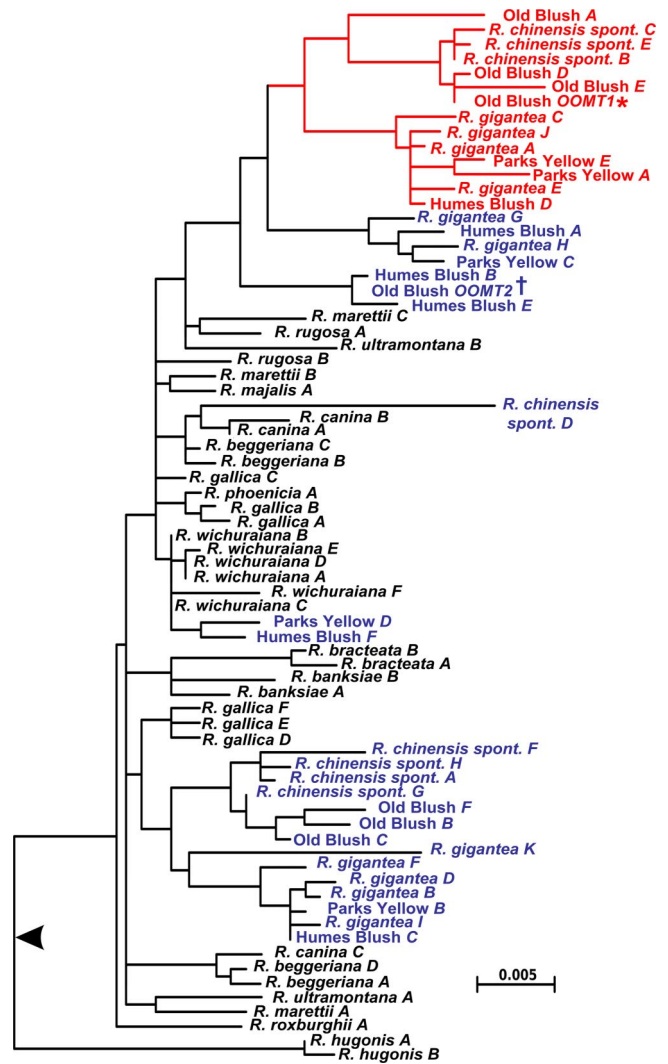 Old Blush A
R. chinensis spont. C
R. chinensis spont. E
R. chinensis spont. B
Old Blush D
Old Blush E
Old Blush OOMT1*
R. gigantea C
R. gigantea J
R. gigantea A
Parks Yellow E
Parks Yellow A
R. gigantea E
Humes Blush D
R. gigantea G
Humes Blush A
R. gigantea H
Parks Yellow C
Humes Blush B
Old Blush OOMT2†
Humes Blush E
R. marettii C
R. rugosa A
R. ultramontana B
R. rugosa B
R. marettii B
R. majalis A
R. chinensis
spont. D
R. canina B
R. canina A
R. beggeriana C
R. beggeriana B
R. gallica C
R. phoenicia A
R. gallica B
R. gallica A
R. wichuraiana B
R. wichuraiana E
R. wichuraiana D
R. wichuraiana A
R. wichuraiana F
R. wichuraiana C
Parks Yellow D
Humes Blush F
R. bracteata B
R. bracteata A
R. banksiae B
R. banksiae A
R. gallica F
R. gallica E
R. gallica D
R. chinensis spont. F
R. chinensis spont. H
R. chinensis spont. A
R. chinensis spont. G
Old Blush F
Old Blush B
Old Blush C
R. gigantea K
R. gigantea F
R. gigantea D
R. gigantea B
Parks Yellow B
R. gigantea I
Humes Blush C
R. canina C
R. beggeriana D
R. beggeriana A
0.005
R. ultramontana A
R. marettii A
R. roxburghii A
R. hugonis A
R. hugonis B